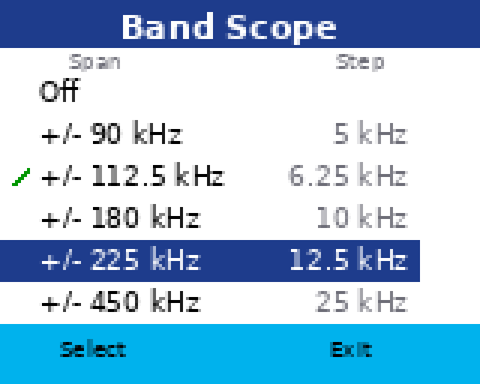 Band Scope
Span Step
Off
+/- 90 kHz 5 kHz
+/- 112.5 kHz 6.25 kHz
+/- 180 kHz 10 kHz
+/- 225 kHz 12.5 kHz
+/- 450 kHz 25 kHz
Select Exit